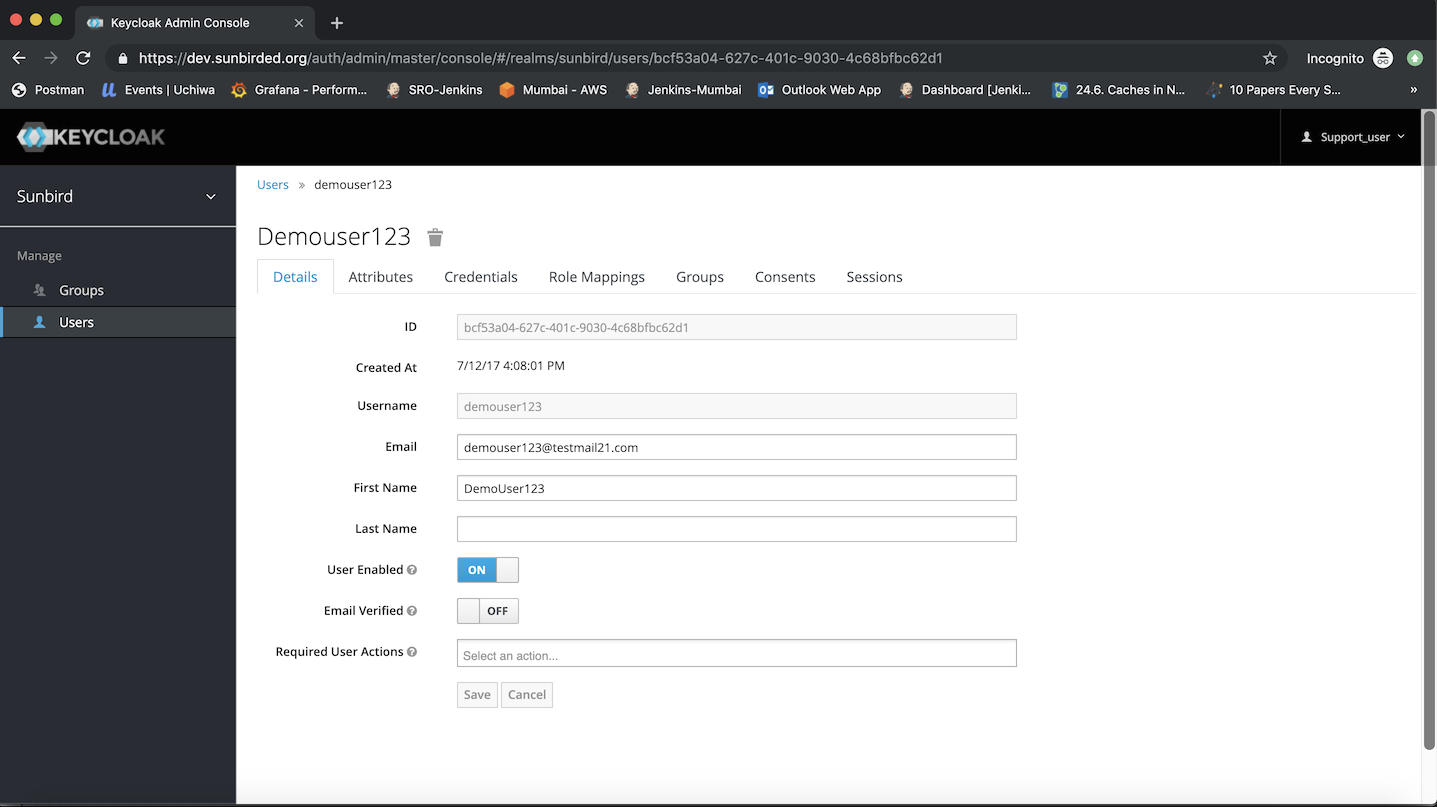 Keycloak Admin Console
https://dev.sunbirded.org/auth/admin/master/console/#/realms/sunbird/users/bcf53a04-627c-401c-9030-4c68bfbc62d1
Incognito
Postman Events | Uchiwa Grafana - Perform... SRO-Jenkins Mumbai - AWS Jenkins-Mumbai Outlook Web App Dashboard [Jenki... 24.6. Caches in N... 10 Papers Every S... »
KEYCLOAK
Support_user
Sunbird
Manage
Groups
Users
Users » demouser123
Demouser123
Details Attributes Credentials Role Mappings Groups Consents Sessions
ID bcf53a04-627c-401c-9030-4c68bfbc62d1
Created At 7/12/17 4:08:01 PM
Username demouser123
Email demouser123@testmail21.com
First Name DemoUser123
Last Name
User Enabled ON
Email Verified OFF
Required User Actions Select an action...
Save Cancel